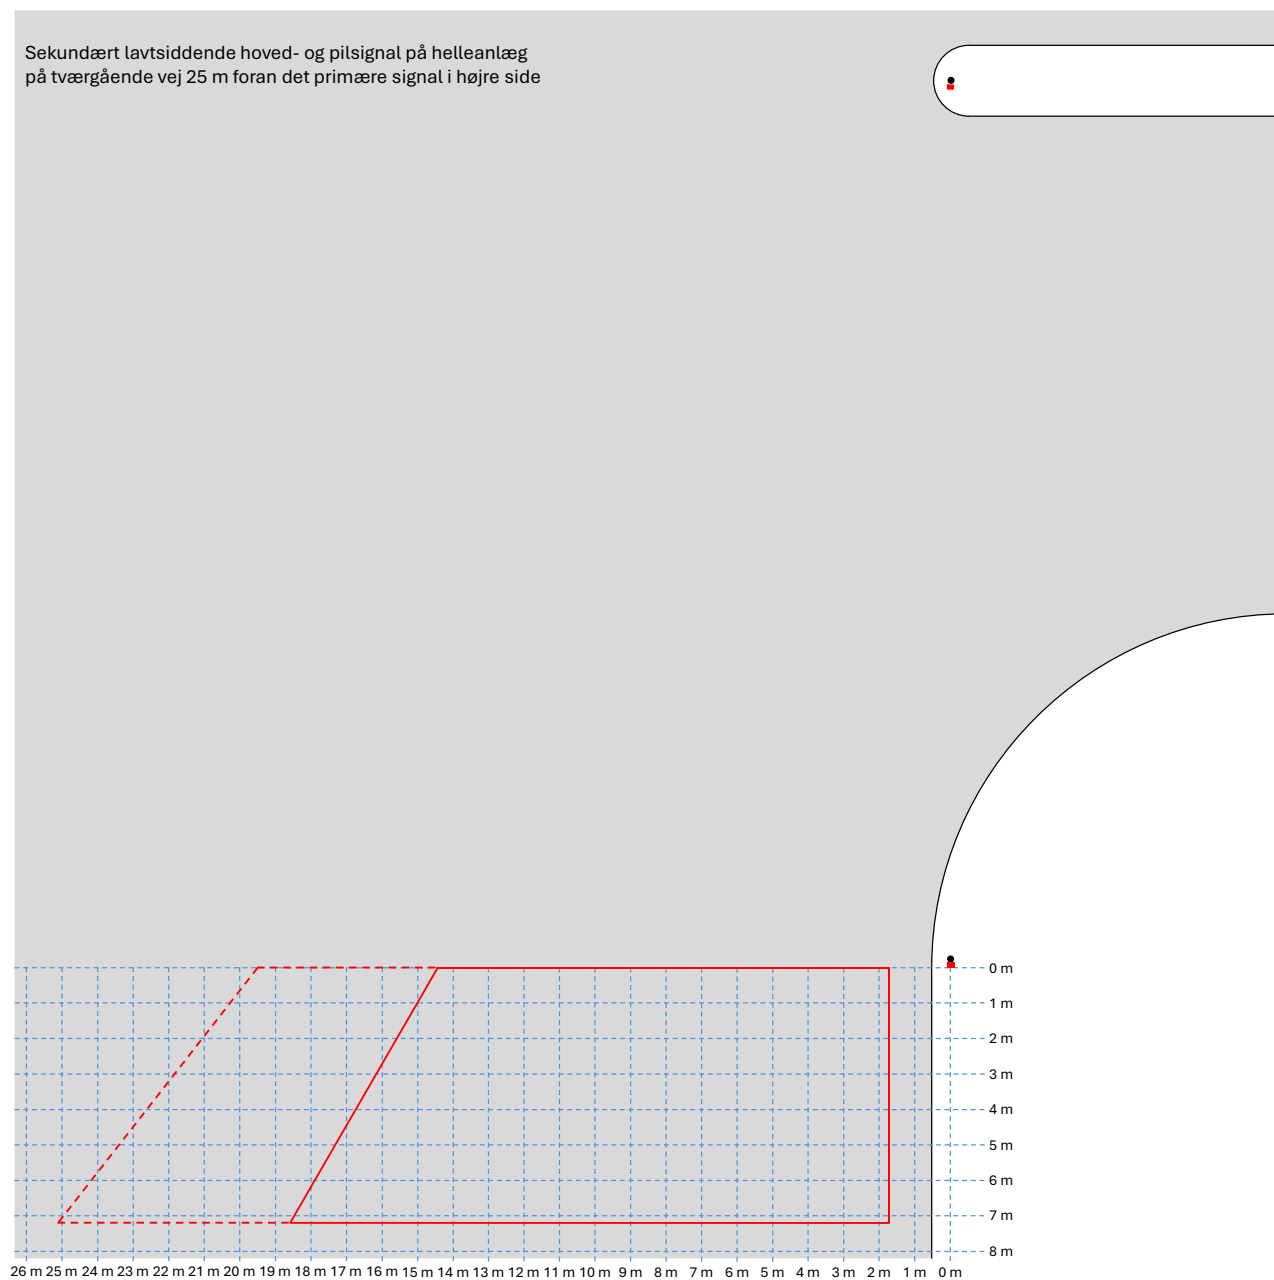 Sekundært lavtsiddende hoved- og pilsignal på helleanlæg
på tværgående vej 25 m foran det primære signal i højre side
0 m
1 m
2 m
3 m
4 m
5 m
6 m
7 m
8 m
26 m 25 m 24 m 23 m 22 m 21 m 20 m 19 m 18 m 17 m 16 m 15 m 14 m 13 m 12 m 11 m 10 m 9 m 8 m 7 m 6 m 5 m 4 m 3 m 2 m 1 m 0 m